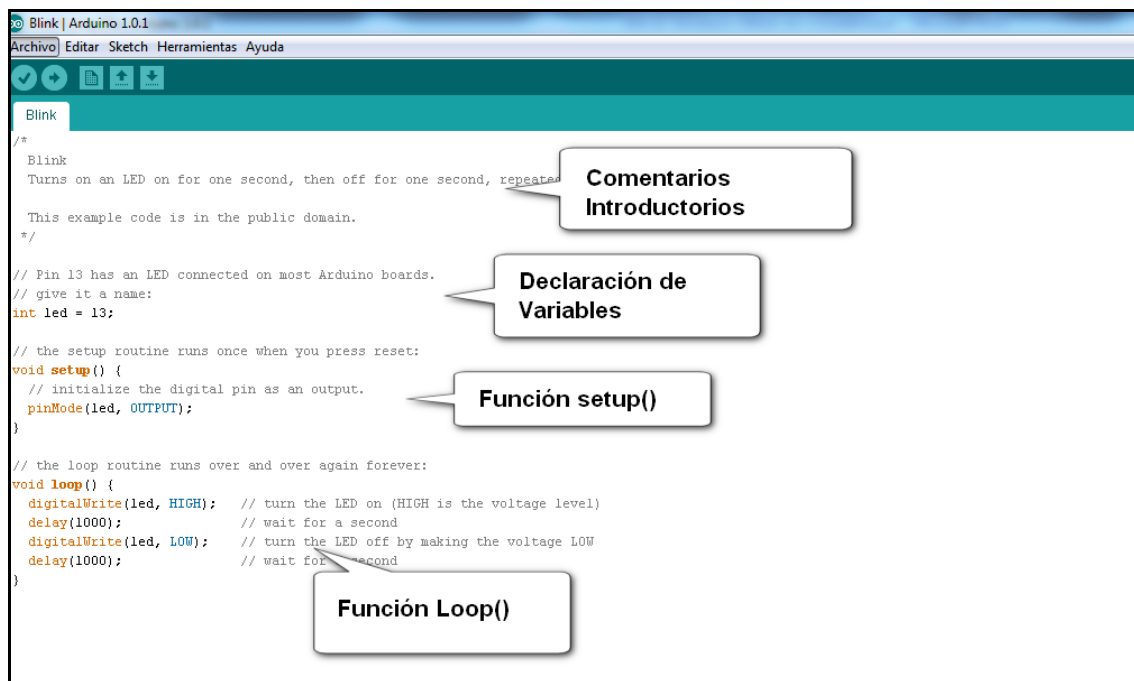 Blink | Arduino 1.0.1
Archivo Editar Sketch Herramientas Ayuda
Blink
/*
Blink
Turns on an LED on for one second, then off for one second,
Comentarios
Introductorios
This example code is in the public domain.
*/
// Pin 13 has an LED connected on most Arduino boards.
// give it a name:
int led = 13;
Declaración de
Variables
// the setup routine runs once when you press reset:
void setup() {
// initialize the digital pin as an output.
pinMode(led, OUTPUT);
}
Función setup()
// the loop routine runs over and over again forever:
void loop() {
digitalWrite(led, HIGH); // turn the LED on (HIGH is the voltage level)
delay(1000); // wait for a second
digitalWrite(led, LOW); // turn the LED off by making the voltage LOW
delay(1000); // wait for second
}
Función Loop()